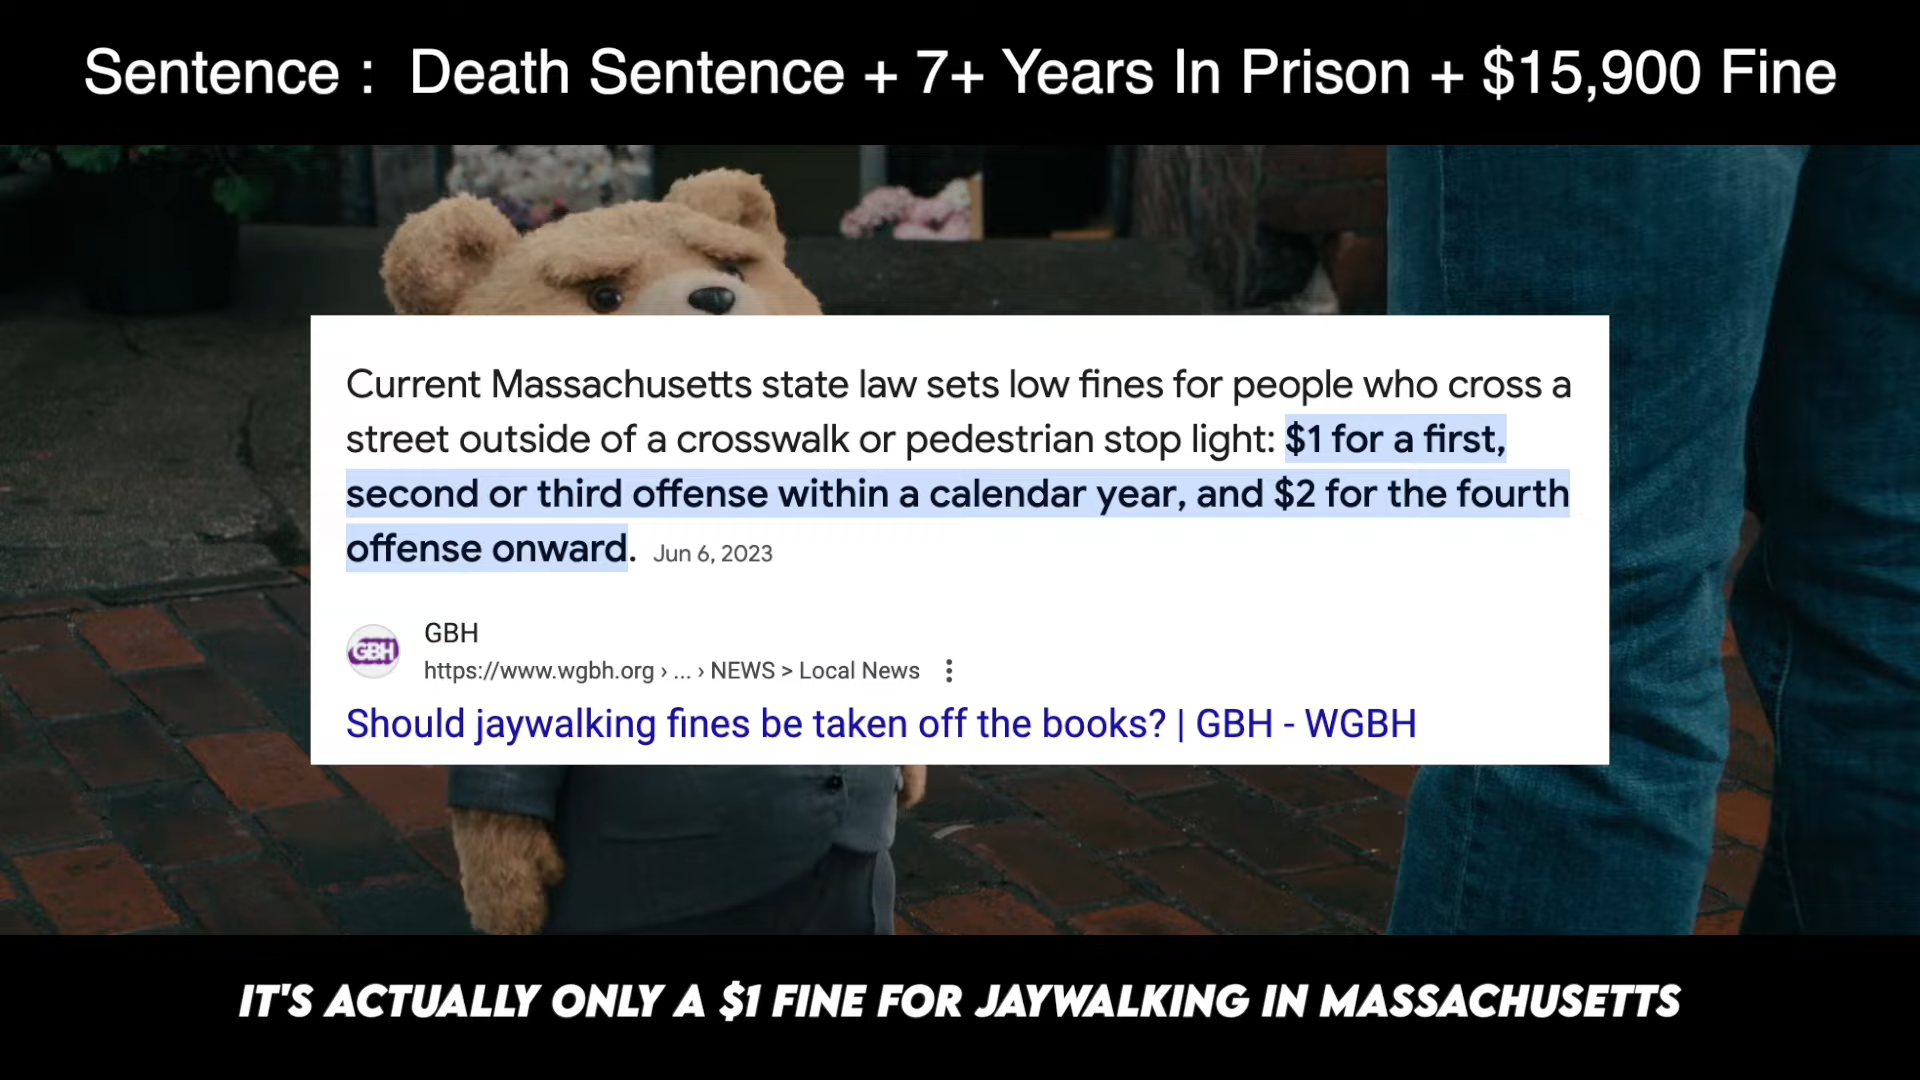 Sentence :  Death Sentence + 7+ Years In Prison + $15,900 Fine
Current Massachusetts state law sets low fines for people who cross a
street outside of a crosswalk or pedestrian stop light: $1 for a first,
second or third offense within a calendar year, and $2 for the fourth
offense onward. Jun 6, 2023
GBH
GBH
https://www.wgbh.org › ... › NEWS > Local News
Should jaywalking fines be taken off the books? | GBH - WGBH
IT'S ACTUALLY ONLY A $1 FINE FOR JAYWALKING IN MASSACHUSETTS